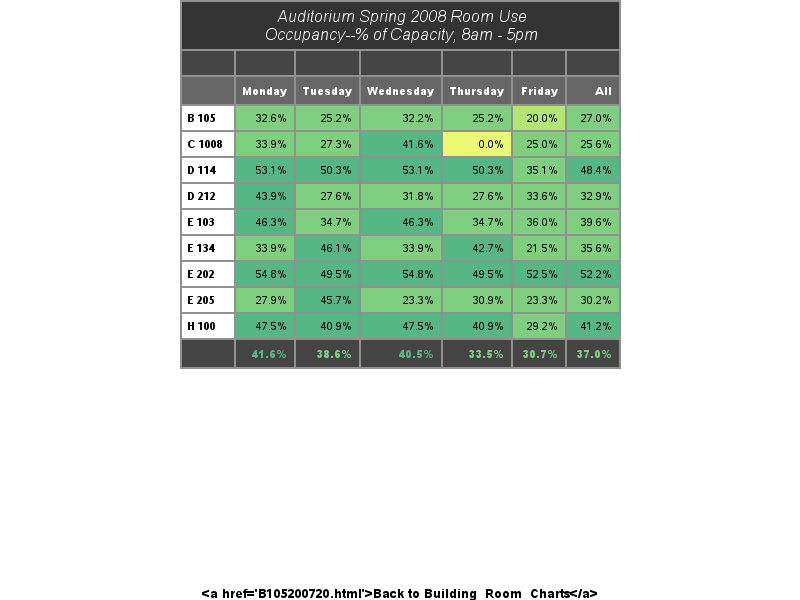 Auditorium Spring 2008 Room Use
Occupancy--% of Capacity, 8am - 5pm
Monday Tuesday Wednesday Thursday Friday All
B 105 32.6% 25.2% 32.2% 25.2% 20.0% 27.0%
C 1008 33.9% 27.3% 41.6% 0.0% 25.0% 25.6%
D 114 53.1% 50.3% 53.1% 50.3% 35.1% 48.4%
D 212 43.9% 27.6% 31.8% 27.6% 33.6% 32.9%
E 103 46.3% 34.7% 46.3% 34.7% 36.0% 39.6%
E 134 33.9% 46.1% 33.9% 42.7% 21.5% 35.6%
E 202 54.8% 49.5% 54.8% 49.5% 52.5% 52.2%
E 205 27.9% 45.7% 23.3% 30.9% 23.3% 30.2%
H 100 47.5% 40.9% 47.5% 40.9% 29.2% 41.2%
41.6% 38.6% 40.5% 33.5% 30.7% 37.0%
<a href='B105200720.html'>Back to Building Room Charts</a>